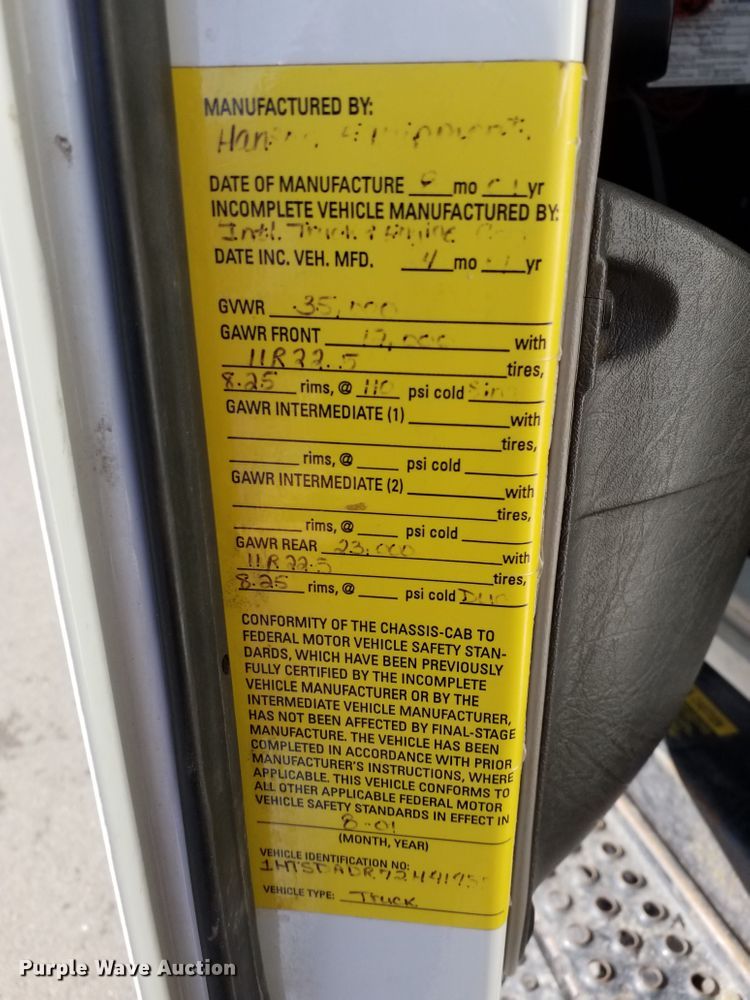 MANUFACTURED BY:
DATE OF MANUFACTURE mo yr
INCOMPLETE VEHICLE MANUFACTURED BY:
Intl. Truck & Engine
DATE INC. VEH. MFD. 4 mo yr
GVWR 35,000
GAWR FRONT 12,000 with
11R22.5 tires,
8.25 rims, @ 110 psi cold
GAWR INTERMEDIATE (1) with
tires,
rims, @ psi cold
GAWR INTERMEDIATE (2) with
tires,
rims, @ psi cold
GAWR REAR 23,000 with
11R22.5 tires,
8.25 rims, @ psi cold
CONFORMITY OF THE CHASSIS-CAB TO
FEDERAL MOTOR VEHICLE SAFETY STAN-
DARDS, WHICH HAVE BEEN PREVIOUSLY
FULLY CERTIFIED BY THE INCOMPLETE
VEHICLE MANUFACTURER OR BY THE
INTERMEDIATE VEHICLE MANUFACTURER,
HAS NOT BEEN AFFECTED BY FINAL-STAGE
MANUFACTURE. THE VEHICLE HAS BEEN
COMPLETED IN ACCORDANCE WITH PRIOR
MANUFACTURER'S INSTRUCTIONS, WHERE
APPLICABLE. THIS VEHICLE CONFORMS TO
ALL OTHER APPLICABLE FEDERAL MOTOR
VEHICLE SAFETY STANDARDS IN EFFECT IN
8-01
(MONTH, YEAR)
VEHICLE IDENTIFICATION NO:
VEHICLE TYPE: Truck
Purple Wave Auction